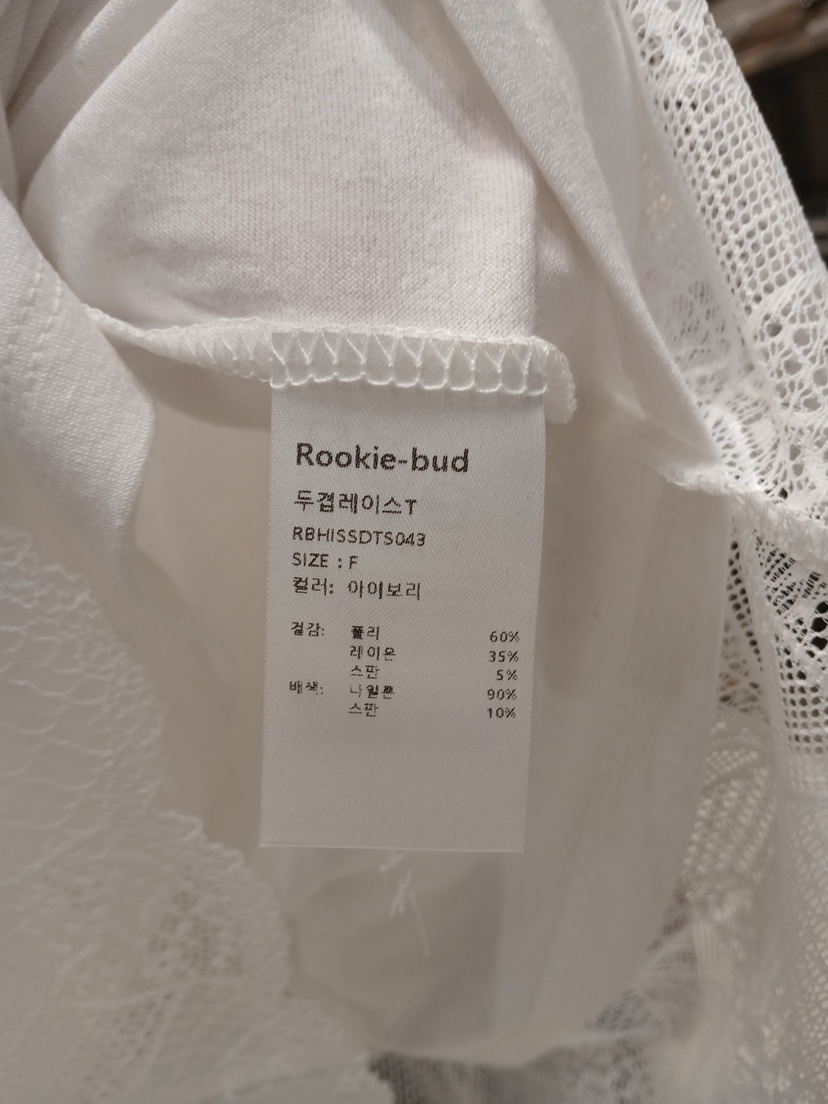 Rookie-bud
두겹레이스T
RBHISSDTS043
SIZE : F
컬러: 아이보리
겉감: 폴리 60%
레이온 35%
스판 5%
배색: 나일론 90%
스판 10%